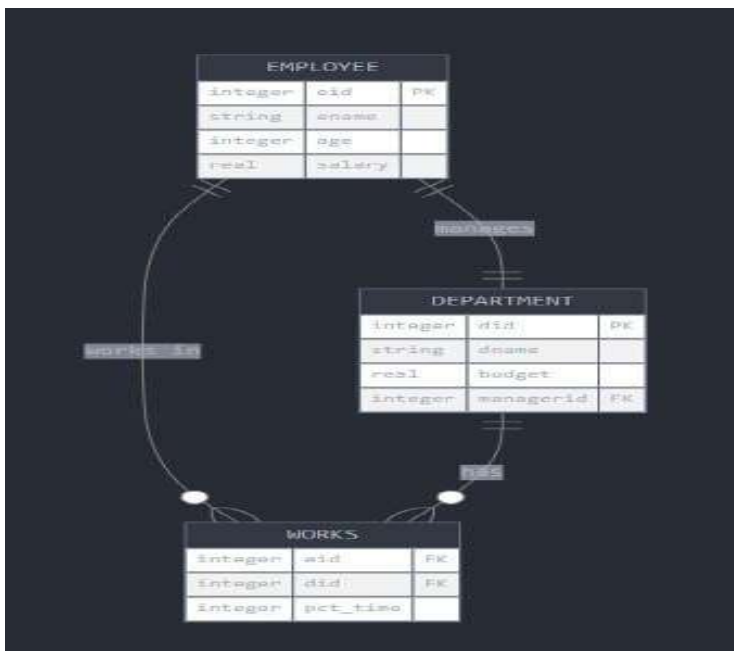 EMPLOYEE
integer eid PK
string ename
integer age
real salary
manages
DEPARTMENT
integer did PK
string dname
real budget
integer managerid FK
works in
has
WORKS
integer eid FK
integer did FK
integer pct_time